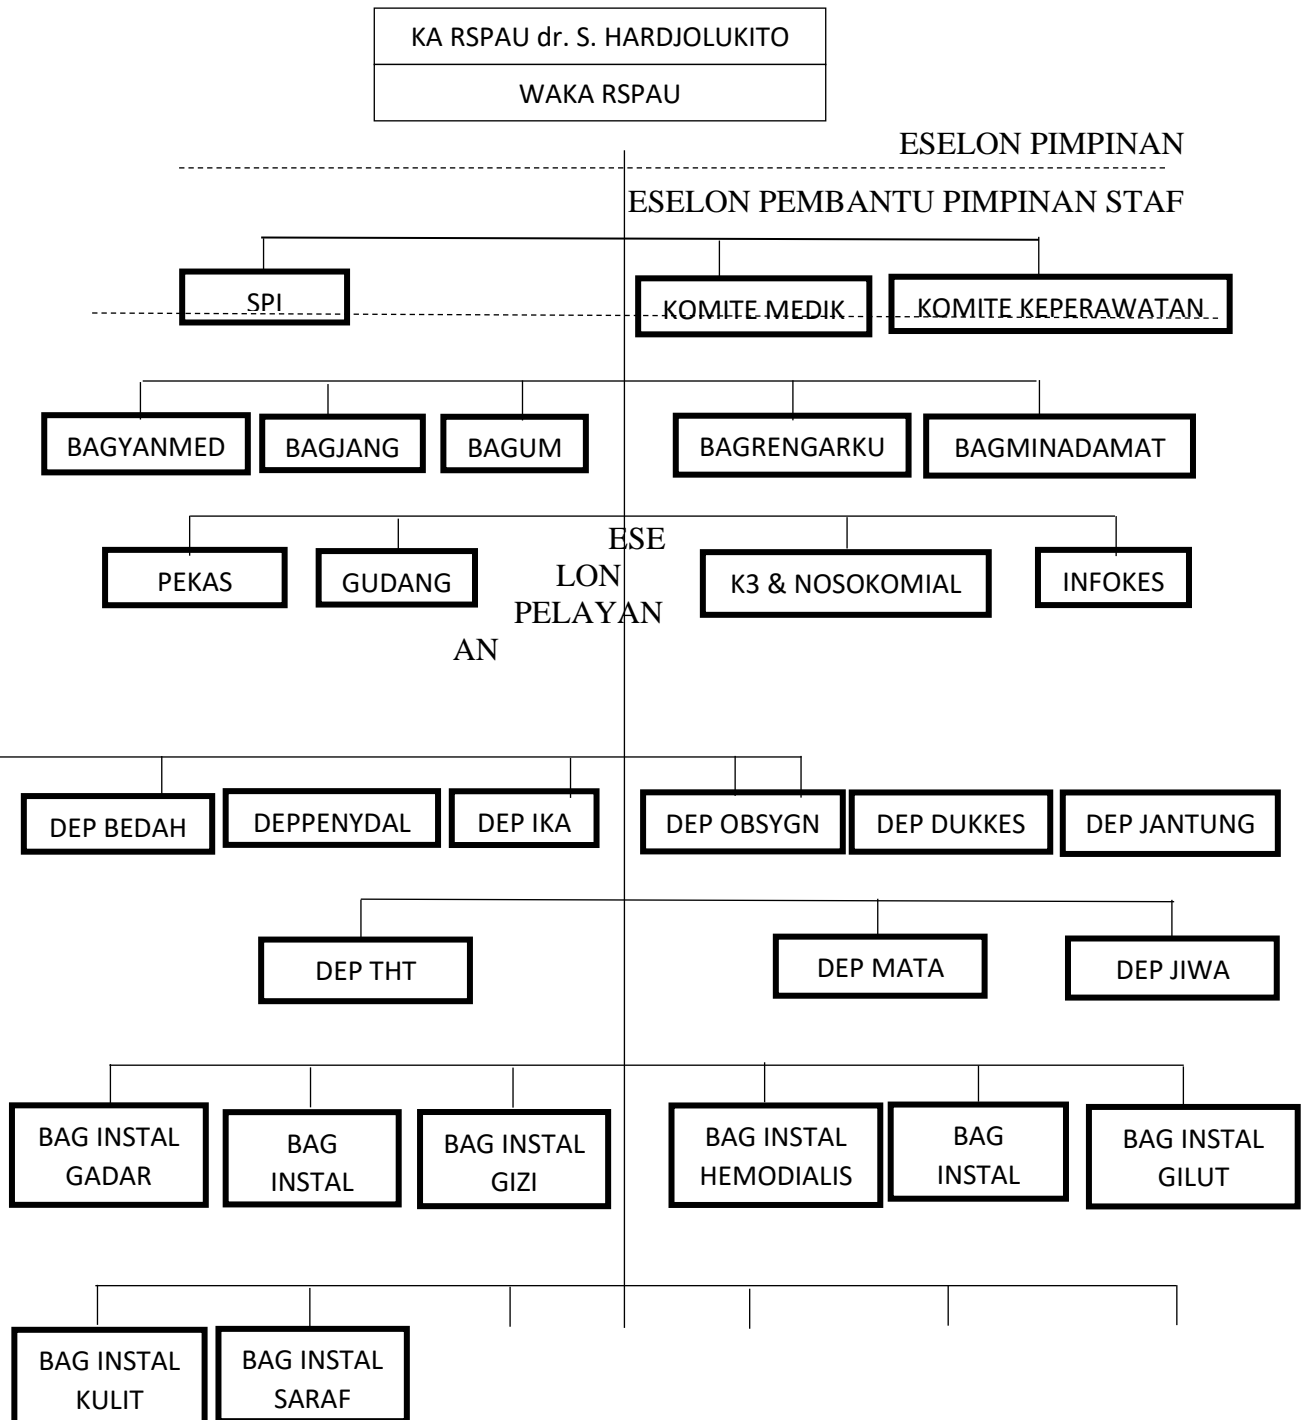 KA RSPAU dr. S. HARDJOLUKITO
WAKA RSPAU
ESELON PIMPINAN
ESELON PEMBANTU PIMPINAN STAF
SPI
KOMITE MEDIK
KOMITE KEPERAWATAN
BAGYANMED
BAGJANG
BAGUM
BAGRENGARKU
BAGMINADAMAT
ESE
LON
PELAYAN
AN
PEKAS
GUDANG
K3 & NOSOKOMIAL
INFOKES
DEP BEDAH
DEPPENYDAL
DEP IKA
DEP OBSYGN
DEP DUKKES
DEP JANTUNG
DEP THT
DEP MATA
DEP JIWA
BAG INSTAL
GADAR
BAG
INSTAL
BAG INSTAL
GIZI
BAG INSTAL
HEMODIALIS
BAG
INSTAL
BAG INSTAL
GILUT
BAG INSTAL
KULIT
BAG INSTAL
SARAF